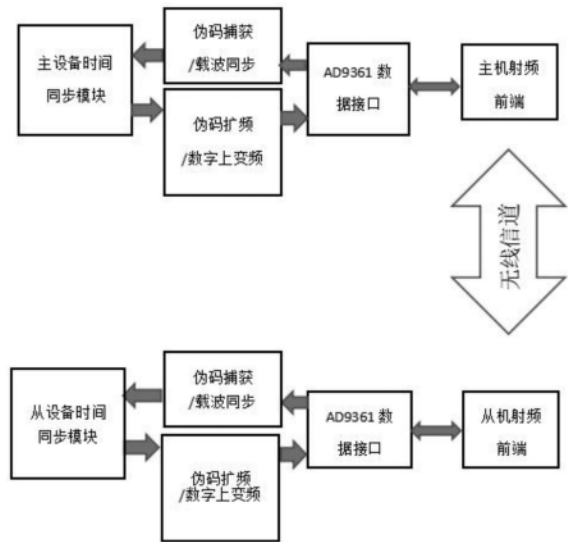 主设备时间
同步模块
伪码捕获
/载波同步
伪码扩频
/数字上变频
AD9361 数
据接口
主机射频
前端
无线信道
从设备时间
同步模块
伪码捕获
/载波同步
伪码扩频
/数字上变频
AD9361 数
据接口
从机射频
前端